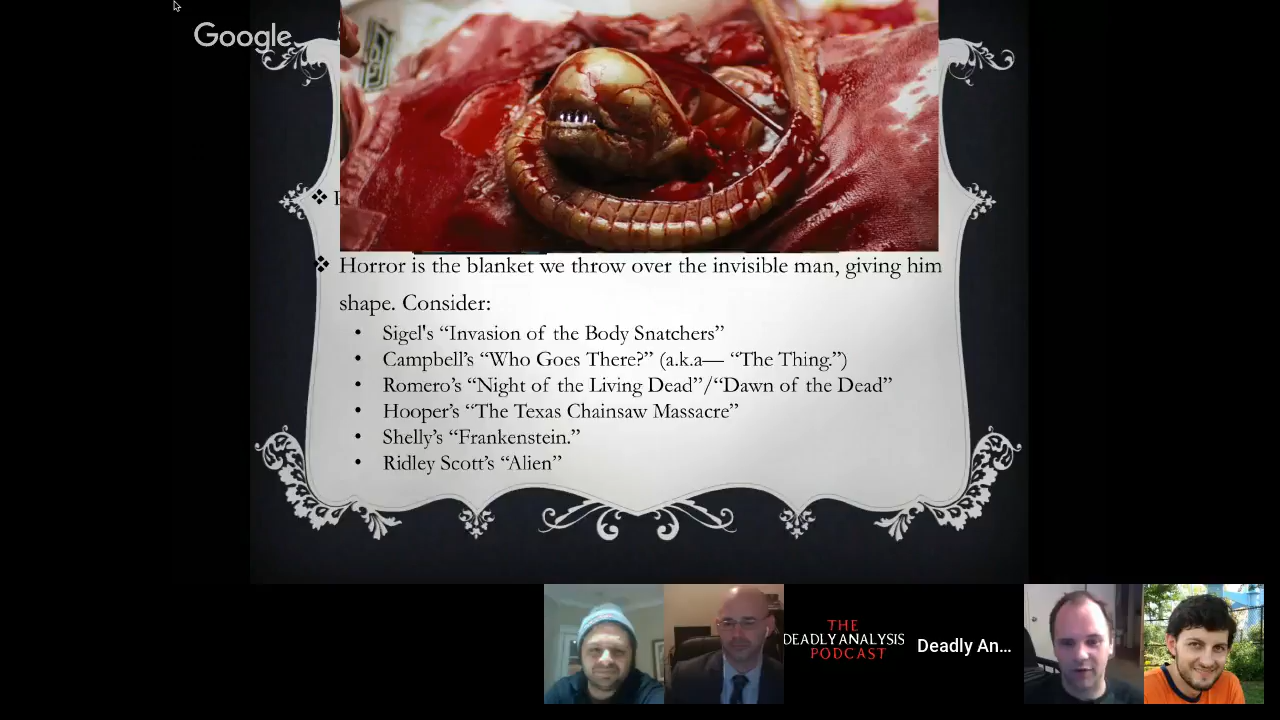 Google
Horror is the blanket we throw over the invisible man, giving him
shape. Consider:
• Sigel's “Invasion of the Body Snatchers”
• Campbell’s “Who Goes There?” (a.k.a— “The Thing.”)
• Romero’s “Night of the Living Dead”/“Dawn of the Dead”
• Hooper’s “The Texas Chainsaw Massacre”
• Shelly’s “Frankenstein.”
• Ridley Scott’s “Alien”
THE
DEADLY ANALYSIS
PODCAST
Deadly An...